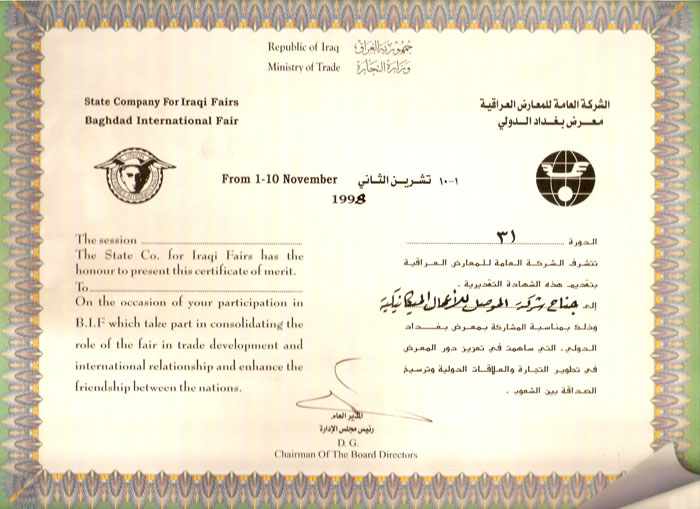 Republic of Iraq
جمهورية العراق
Ministry of Trade
وزارة التجارة
State Company For Iraqi Fairs
Baghdad International Fair
الشركة العامة للمعارض العراقية
معرض بغداد الدولي
From 1-10 November
١-١٠ تشرين الثاني
1998
The session
The State Co. for Iraqi Fairs has the
honour to present this certificate of merit.
To
On the occasion of your participation in
B.I.F which take part in consolidating the
role of the fair in trade development and
international relationship and enhance the
friendship between the nations.
الدورة ٣١
تتشرف الشركة العامة للمعارض العراقية
بتقديم هذه الشهادة التقديرية .
إلى جناح شركة الموصل للأعمال الميكانيكية
وذلك بمناسبة المشاركة بمعرض بغداد
الدولي. التي ساهمت في تعزيز دور المعرض
في تطوير التجارة والعلاقات الدولية وترسيخ
الصداقة بين الشعوب .
المدير العام
رئيس مجلس الإدارة
D. G.
Chairman Of The Board Directors